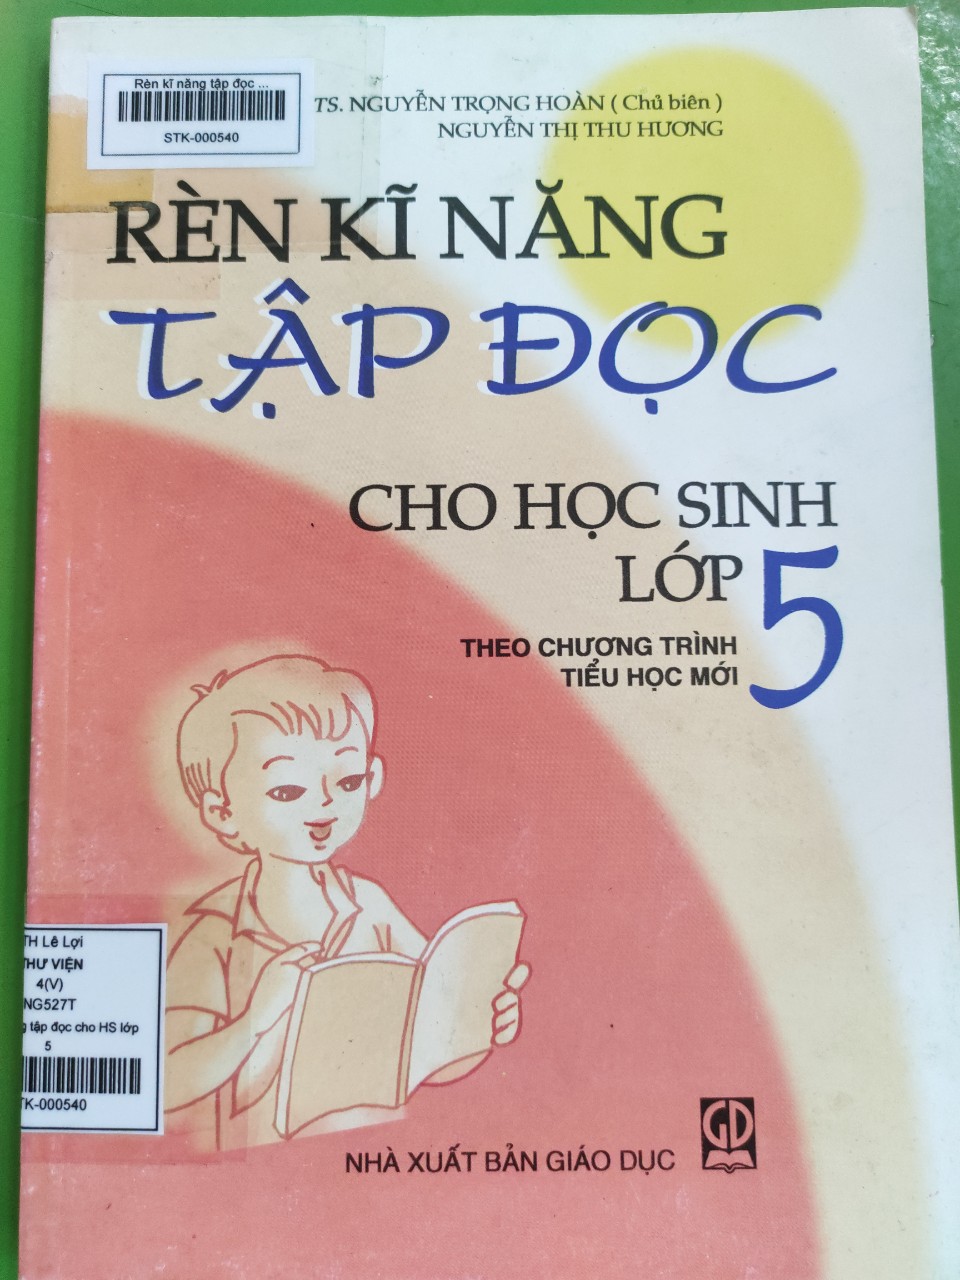 Rèn kĩ năng tập đọc ...
STK-000540
TS. NGUYỄN TRỌNG HOÀN ( Chủ biên )
NGUYỄN THỊ THU HƯƠNG
RÈN KĨ NĂNG
TẬP ĐỌC
CHO HỌC SINH
LỚP 5
THEO CHƯƠNG TRÌNH
TIỂU HỌC MỚI
TH Lê Lợi
THƯ VIỆN
4(V)
NG527T
tập đọc cho HS lớp
5
TK-000540
NHÀ XUẤT BẢN GIÁO DỤC
GD